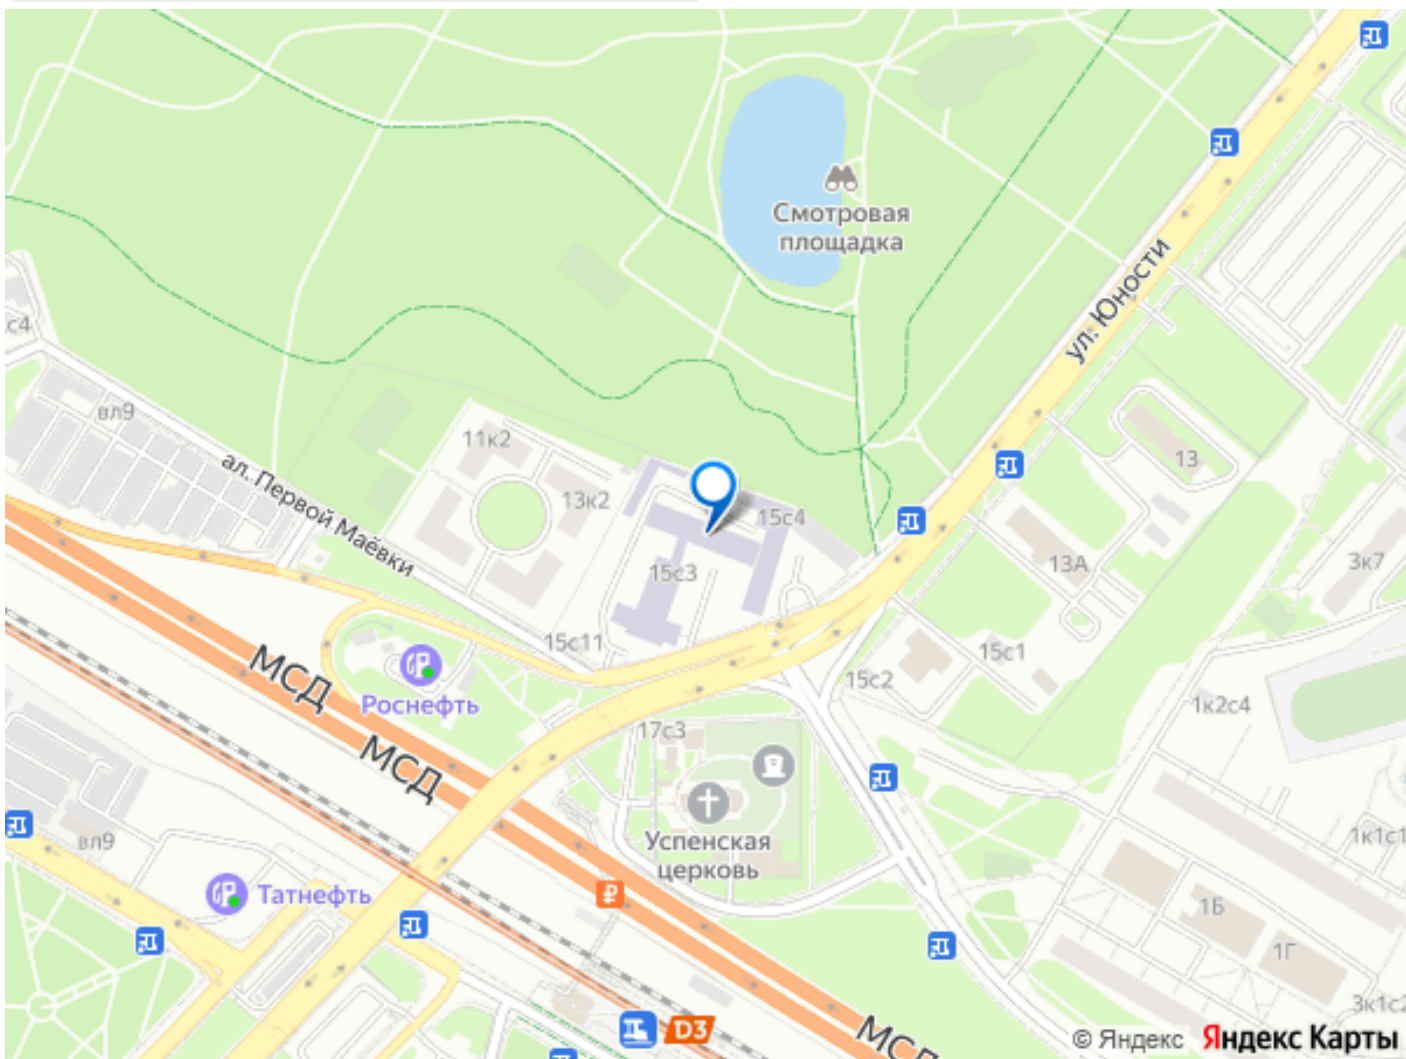 Смотровая
площадка
ул. Юности
с4
вл9
11к2
ал. Первой Маёвки
13к2
15с4
13
15с3
13А
3к7
15с11
15с1
15с2
МСД
Роснефть
1к2с4
17с3
МСД
Успенская
церковь
вл9
1к1с1
Татнефть
₽
1Б
1Г
3к1с2
D3
МСД
© Яндекс Яндекс Карты